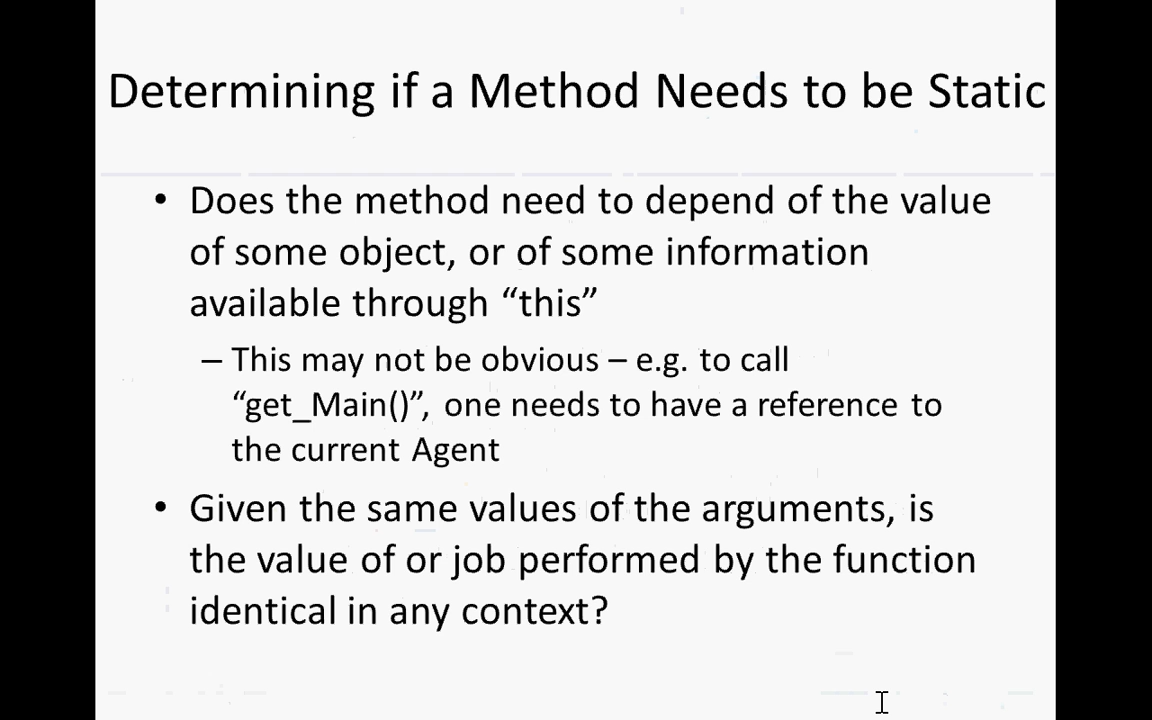 Determining if a Method Needs to be Static
• Does the method need to depend of the value
of some object, or of some information
available through “this”
– This may not be obvious – e.g. to call
“get_Main()”, one needs to have a reference to
the current Agent
• Given the same values of the arguments, is
the value of or job performed by the function
identical in any context?